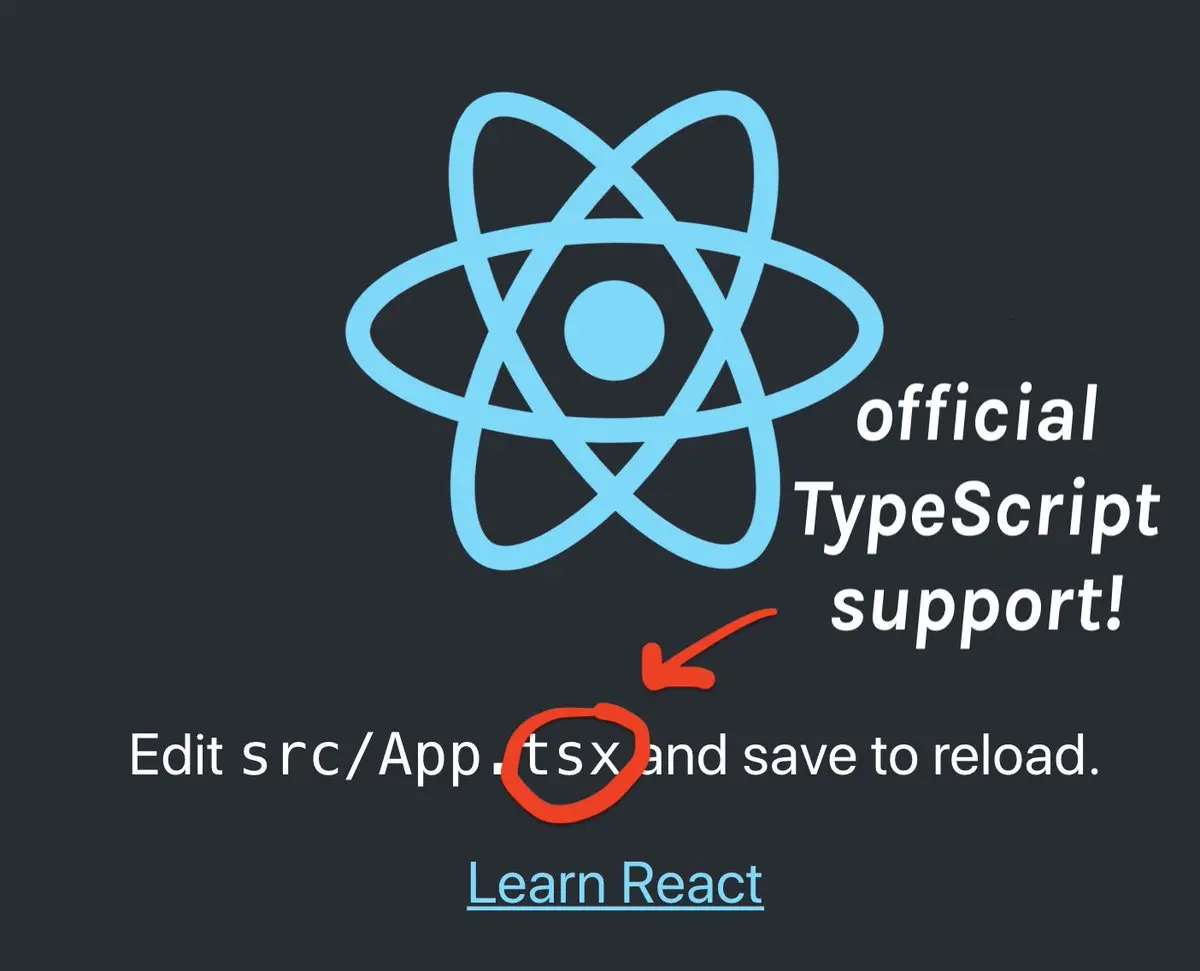 official
TypeScript
support!
Edit src/App.tsx and save to reload.
Learn React